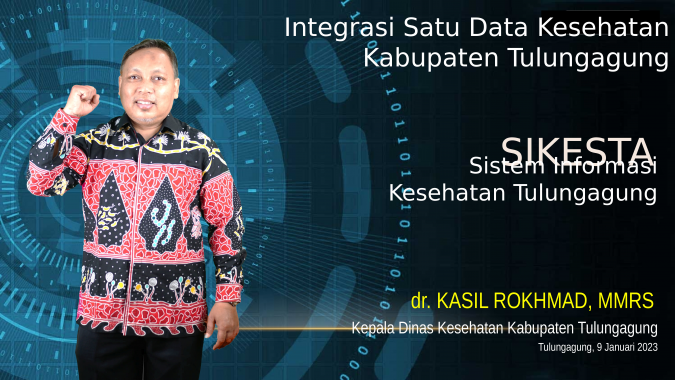 Integrasi Satu Data Kesehatan
Kabupaten Tulungagung
SIKESTA
Sistem Informasi
Kesehatan Tulungagung
dr. KASIL ROKHMAD, MMRS
Kepala Dinas Kesehatan Kabupaten Tulungagung
Tulungagung, 9 Januari 2023